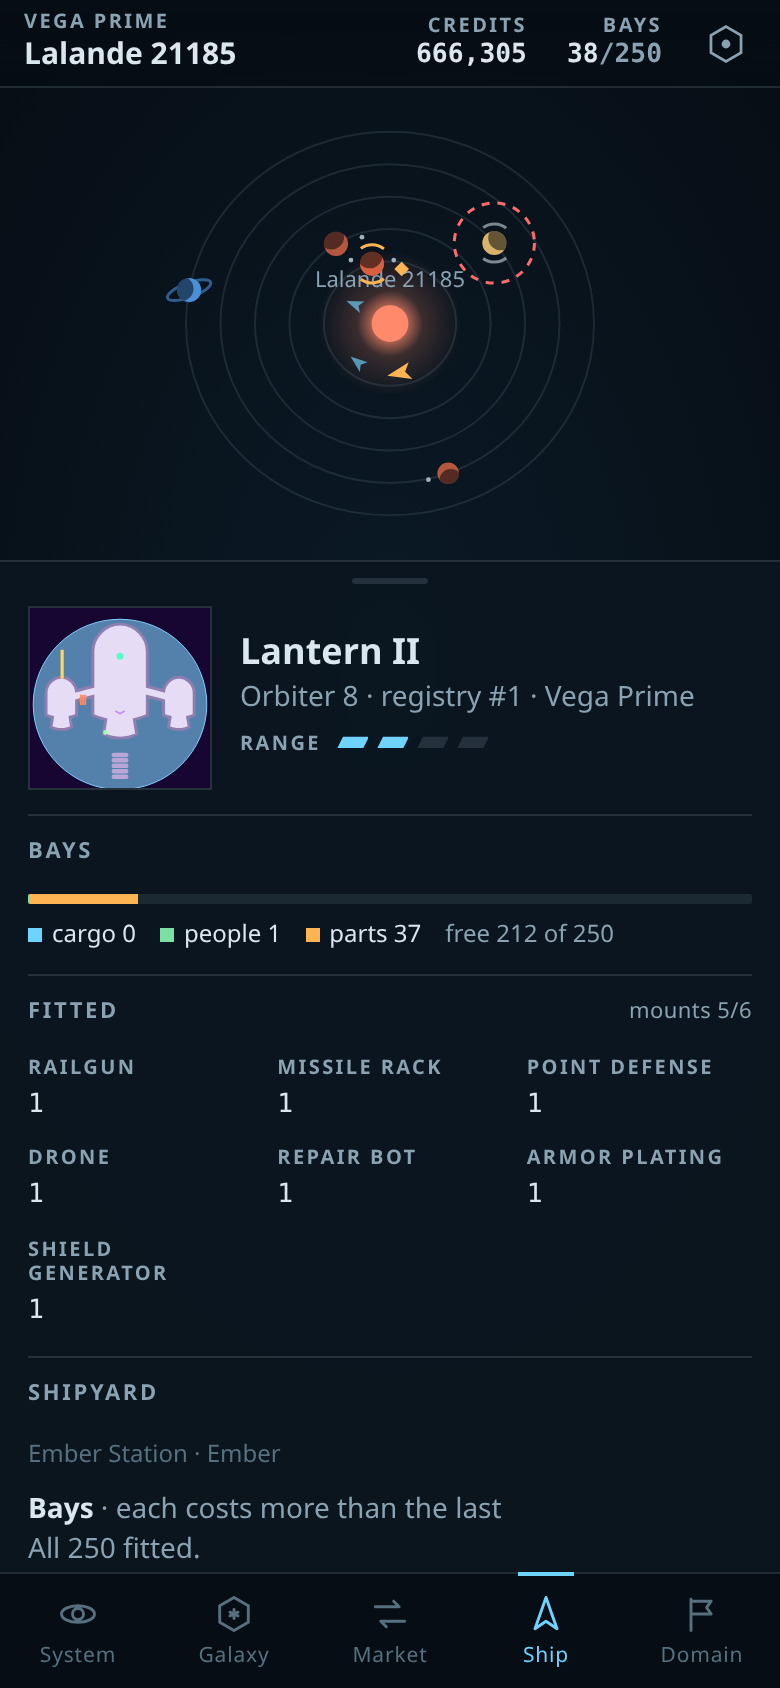 VEGA PRIME
Lalande 21185
CREDITS
666,305
BAYS
38/250
Lalande 21185
Lantern II
Orbiter 8 · registry #1 · Vega Prime
RANGE
BAYS
cargo 0 people 1 parts 37 free 212 of 250
FITTED
mounts 5/6
RAILGUN
1
MISSILE RACK
1
POINT DEFENSE
1
DRONE
1
REPAIR BOT
1
ARMOR PLATING
1
SHIELD
GENERATOR
1
SHIPYARD
Ember Station · Ember
Bays · each costs more than the last
All 250 fitted.
System
Galaxy
Market
Ship
Domain